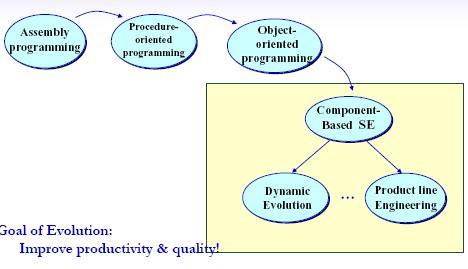 Assembly
programming
Procedure-
oriented
programming
Object-
oriented
programming
Component-
Based SE
Dynamic
Evolution
...
Product line
Engineering
Goal of Evolution:
Improve productivity & quality!